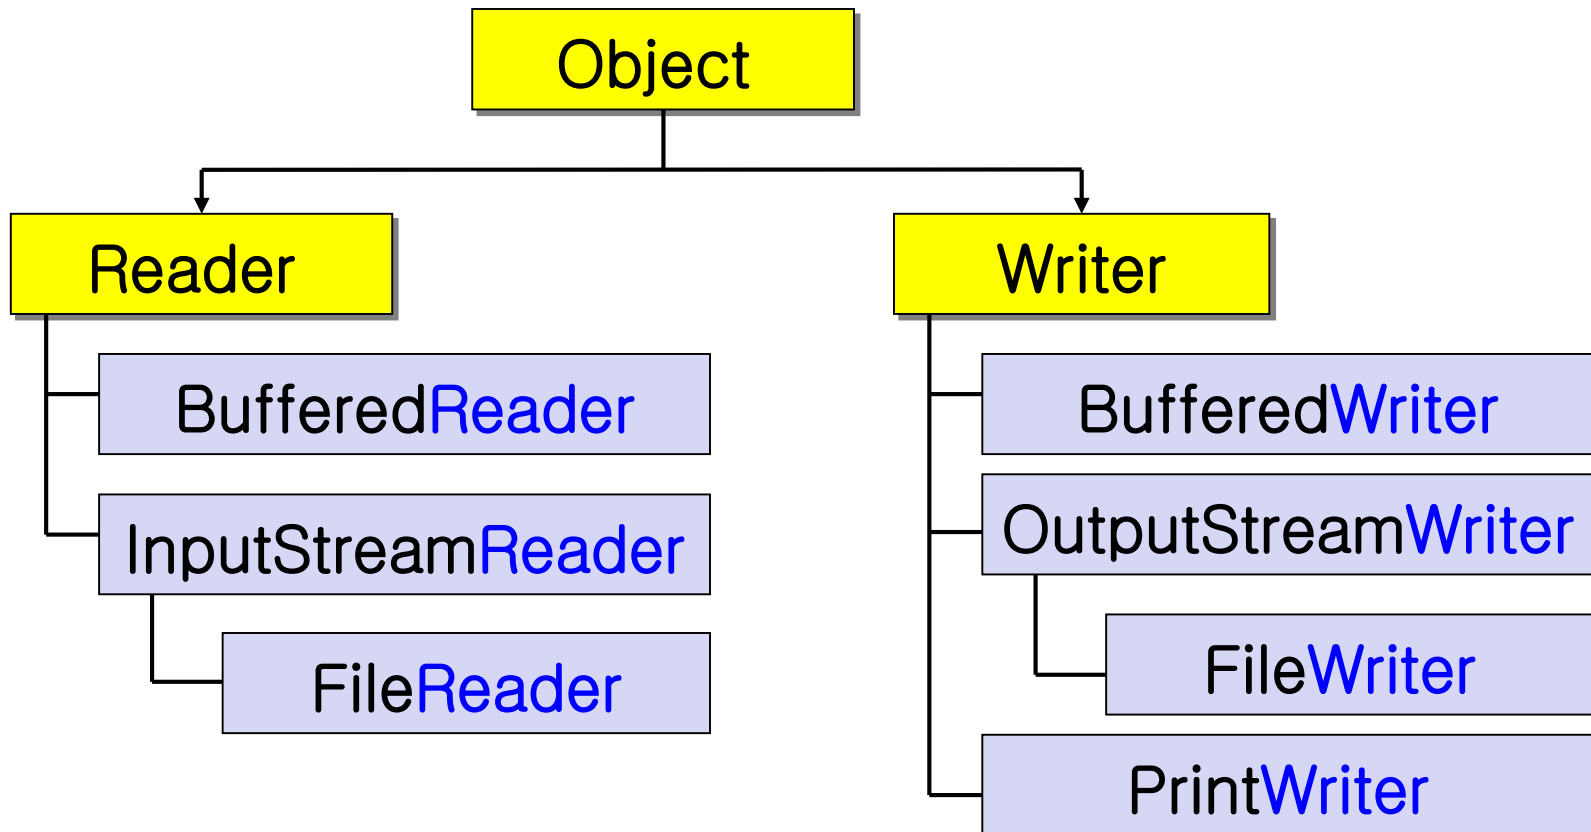 Object
Reader
Writer
BufferedReader
BufferedWriter
InputStreamReader
OutputStreamWriter
FileReader
FileWriter
PrintWriter